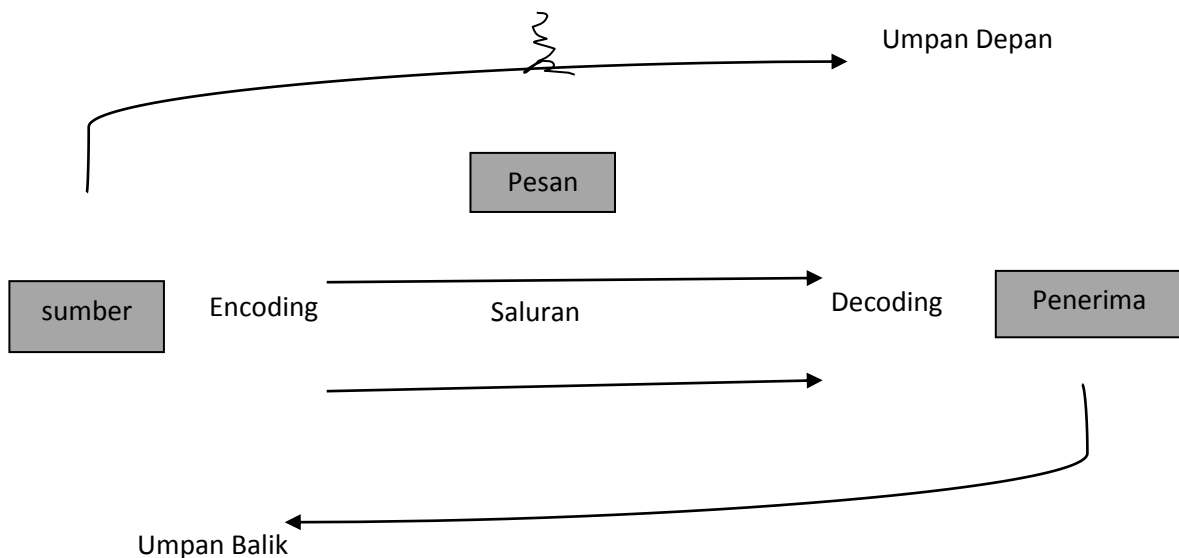 Umpan Depan
Pesan
sumber
Encoding
Saluran
Decoding
Penerima
Umpan Balik